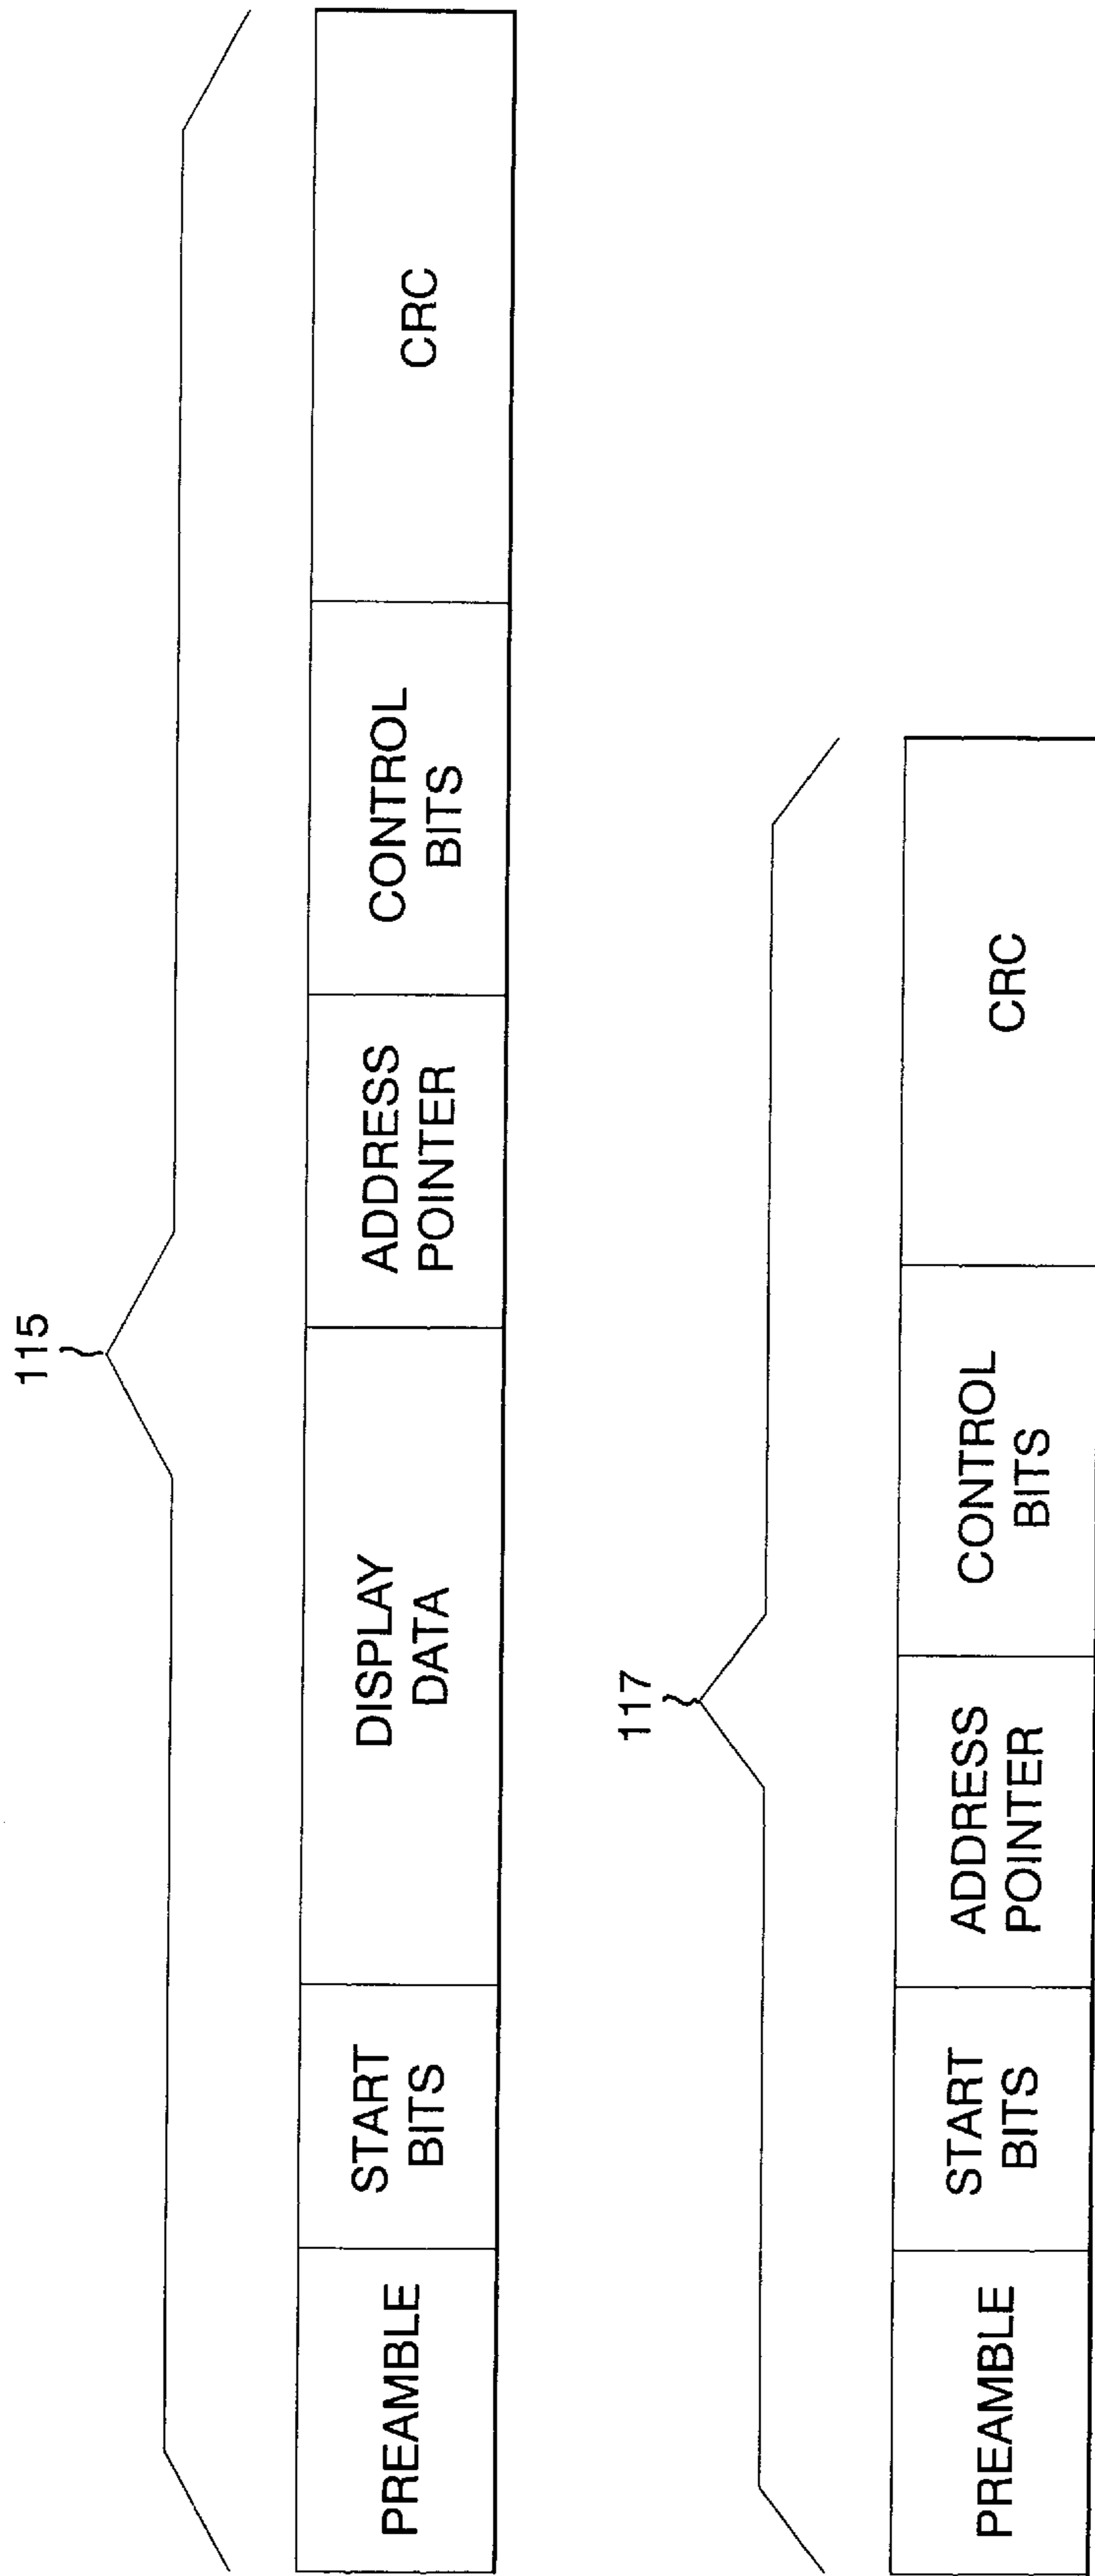 115
PREAMBLE
START
BITS
DISPLAY
DATA
ADDRESS
POINTER
CONTROL
BITS
CRC
117
PREAMBLE
START
BITS
ADDRESS
POINTER
CONTROL
BITS
CRC